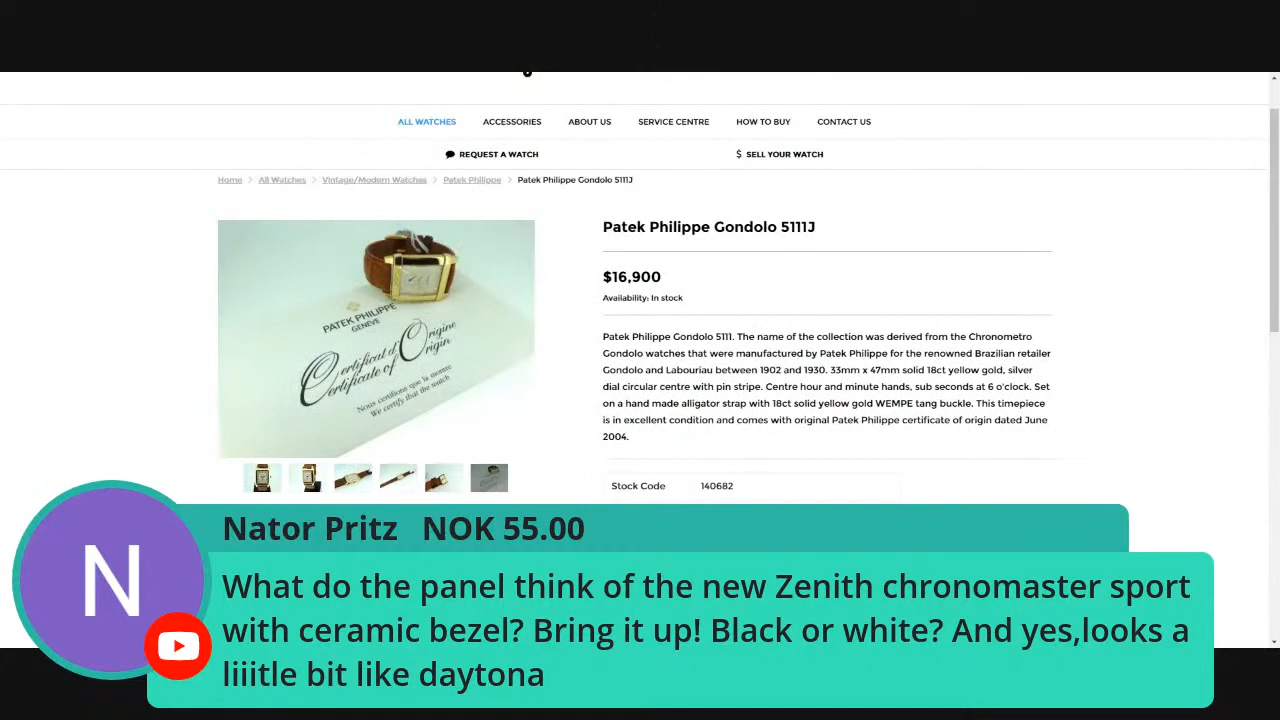 ALL WATCHES ACCESSORIES ABOUT US SERVICE CENTRE HOW TO BUY CONTACT US
REQUEST A WATCH $ SELL YOUR WATCH
Home > All Watches > Vintage/Modern Watches > Patek Philippe > Patek Philippe Gondolo 5111J
PATEK PHILIPPE
GENEVE
Certificat d'Origine
Certificate of Origin
Nous certifions que la montre
We certify that the watch
Patek Philippe Gondolo 5111J
$16,900
Availability: In stock
Patek Philippe Gondolo 5111. The name of the collection was derived from the Chronometro
Gondolo watches that were manufactured by Patek Philippe for the renowned Brazilian retailer
Gondolo and Labouriau between 1902 and 1930. 33mm x 47mm solid 18ct yellow gold, silver
dial circular centre with pin stripe. Centre hour and minute hands, sub seconds at 6 o'clock. Set
on a hand made alligator strap with 18ct solid yellow gold WEMPE tang buckle. This timepiece
is in excellent condition and comes with original Patek Philippe certificate of origin dated June
2004.
Stock Code 140682
N
Nator Pritz NOK 55.00
What do the panel think of the new Zenith chronomaster sport
with ceramic bezel? Bring it up! Black or white? And yes,looks a
liiitle bit like daytona